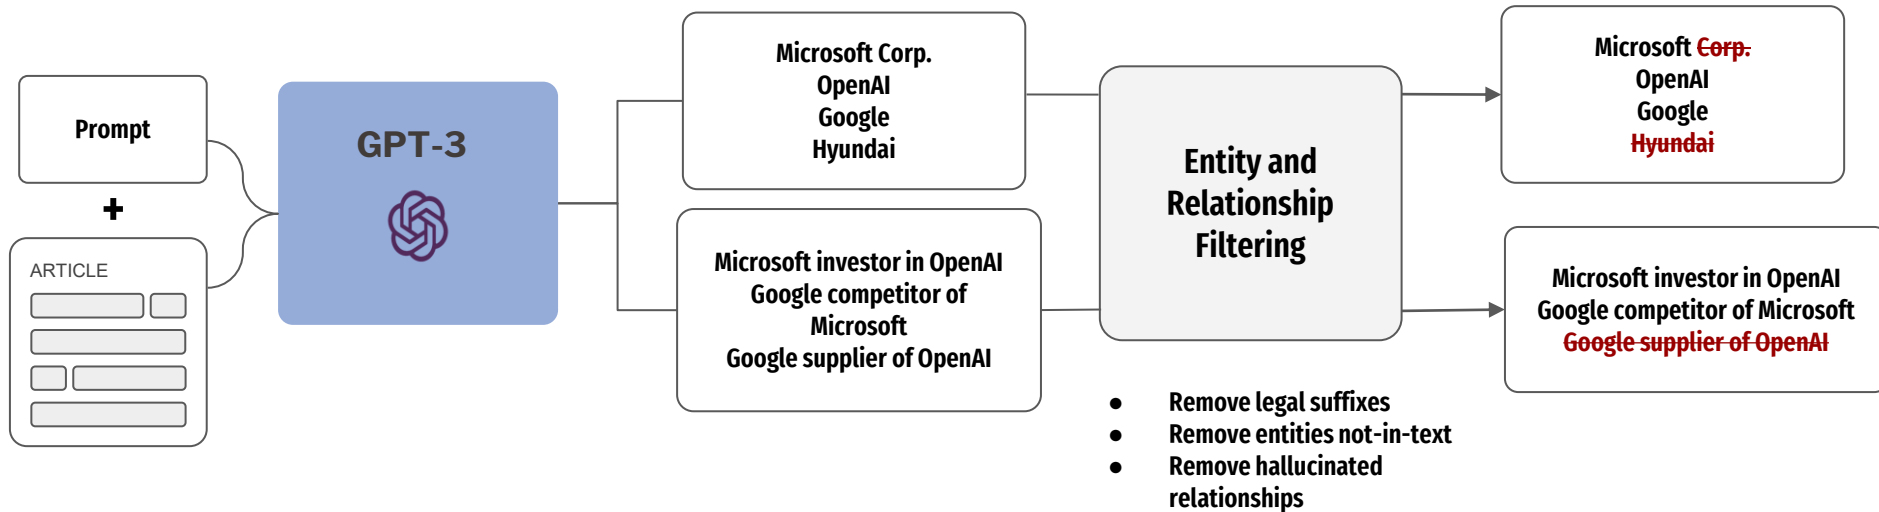 Prompt
+
ARTICLE
GPT-3
Microsoft Corp.
OpenAI
Google
Hyundai
Microsoft investor in OpenAI
Google competitor of
Microsoft
Google supplier of OpenAI
Entity and
Relationship
Filtering
● Remove legal suffixes
● Remove entities not-in-text
● Remove hallucinated
relationships
Microsoft Corp.
OpenAI
Google
Hyundai
Microsoft investor in OpenAI
Google competitor of Microsoft
Google supplier of OpenAI